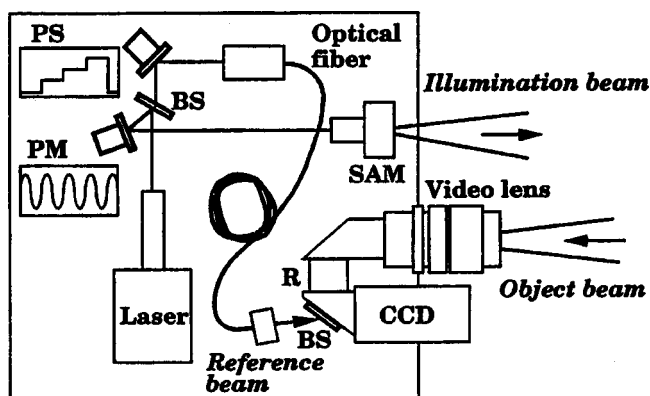 PS
Optical
fiber
BS
Illumination beam
PM
SAM
Video lens
R
Object beam
Laser
CCD
BS
Reference
beam